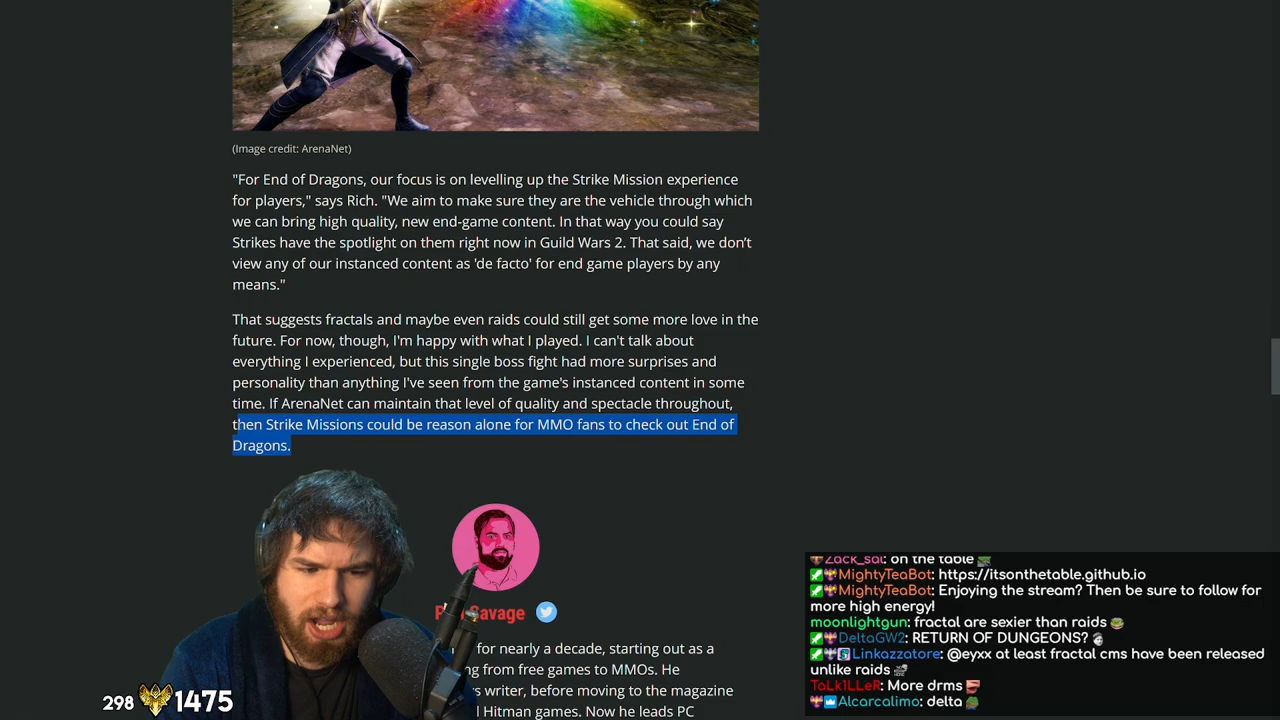 (Image credit: ArenaNet)
"For End of Dragons, our focus is on levelling up the Strike Mission experience
for players," says Rich. "We aim to make sure they are the vehicle through which
we can bring high quality, new end-game content. In that way you could say
Strikes have the spotlight on them right now in Guild Wars 2. That said, we don't
view any of our instanced content as 'de facto' for end game players by any
means."
That suggests fractals and maybe even raids could still get some more love in the
future. For now, though, I'm happy with what I played. I can't talk about
everything I experienced, but this single boss fight had more surprises and
personality than anything I've seen from the game's instanced content in some
time. If ArenaNet can maintain that level of quality and spectacle throughout,
then Strike Missions could be reason alone for MMO fans to check out End of
Dragons.
Savage
for nearly a decade, starting out as a
from free games to MMOs. He
writer, before moving to the magazine
Hitman games. Now he leads PC
298 1475
Zack_sal: on the table
MightyTeaBot: https://itsonthetable.github.io
MightyTeaBot: Enjoying the stream? Then be sure to follow for
more high energy!
moonlightgun: fractal are sexier than raids
DeltaGW2: RETURN OF DUNGEONS?
Linkazzatore: @eyxx at least fractal cms have been released
unlike raids
TaLk1LLeR: More drms
Alcarcalimo: delta